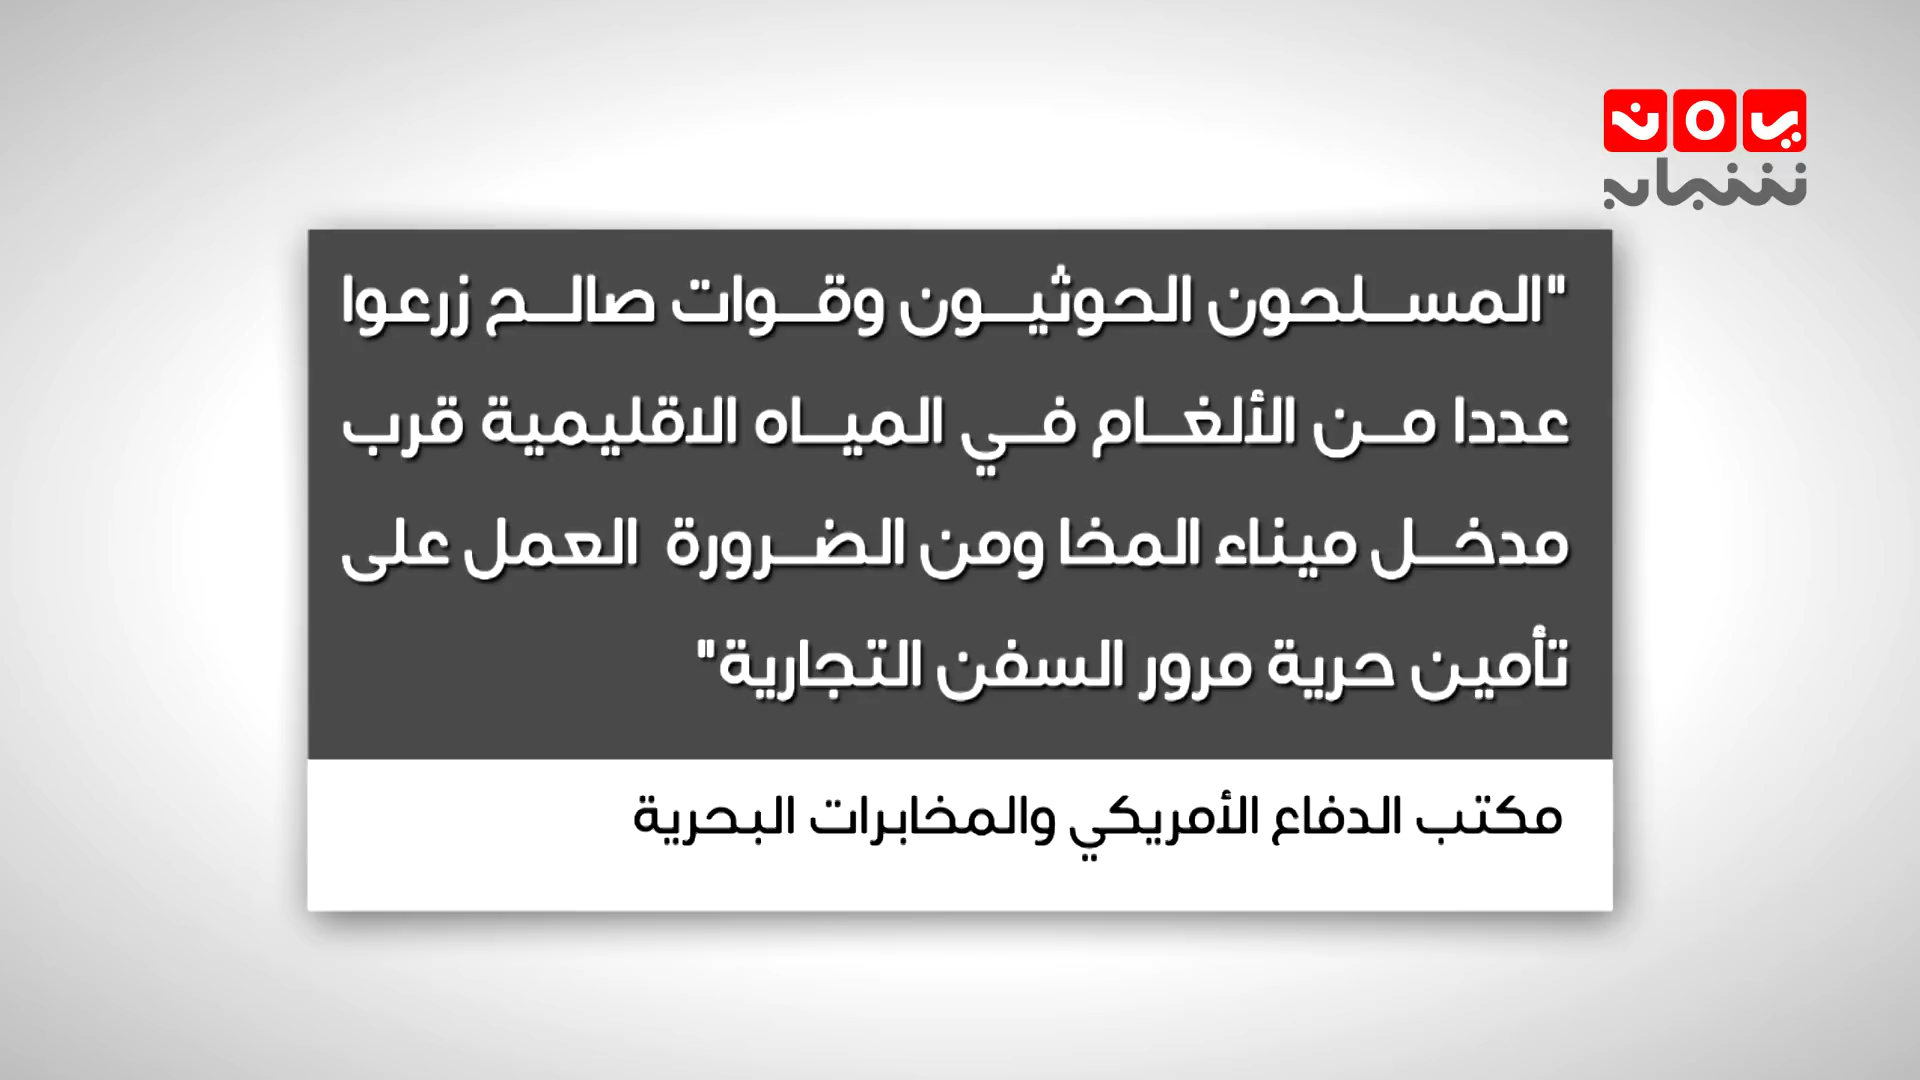 يمن
شباب
"المسلحون الحوثيون وقوات صالح زرعوا
عددا من الألغام في المياه الاقليمية قرب
مدخل ميناء المخا ومن الضرورة العمل على
تأمين حرية مرور السفن التجارية"
مكتب الدفاع الأمريكي والمخابرات البحرية